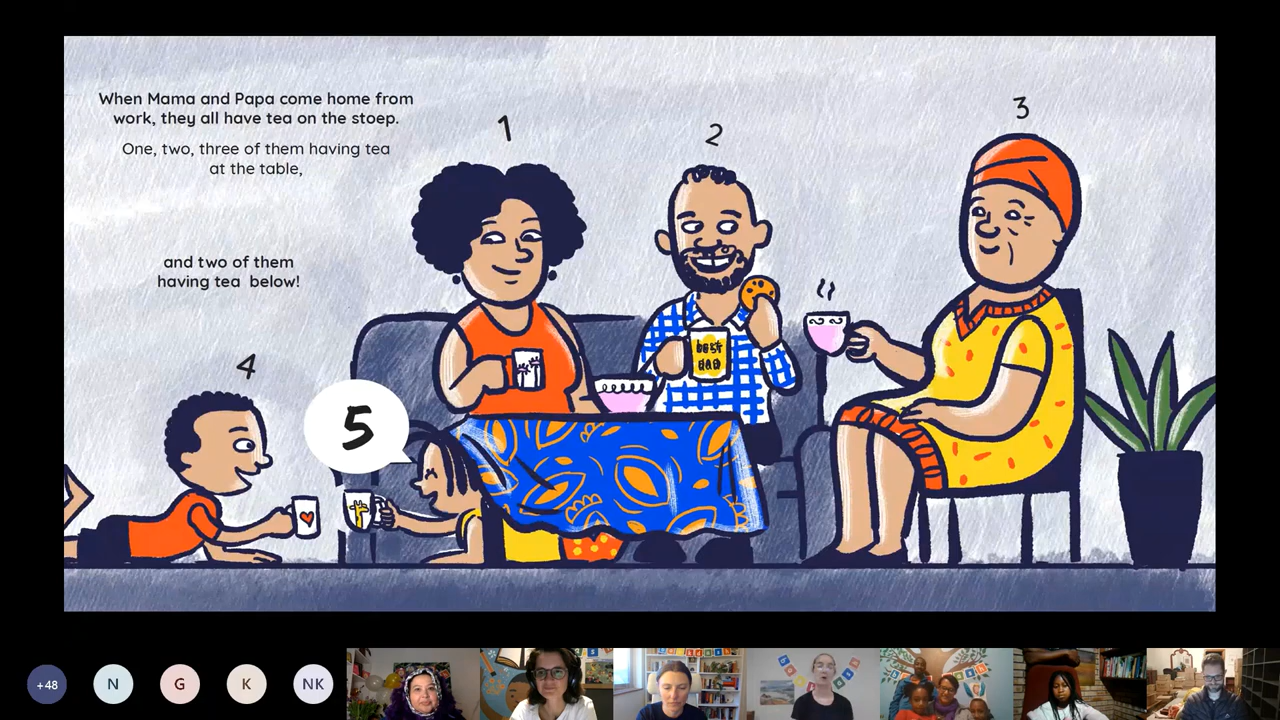 When Mama and Papa come home from
work, they all have tea on the stoep.
One, two, three of them having tea
at the table,
and two of them
having tea below!
1
2
3
4
5
best
dad
+48
N
G
K
NK